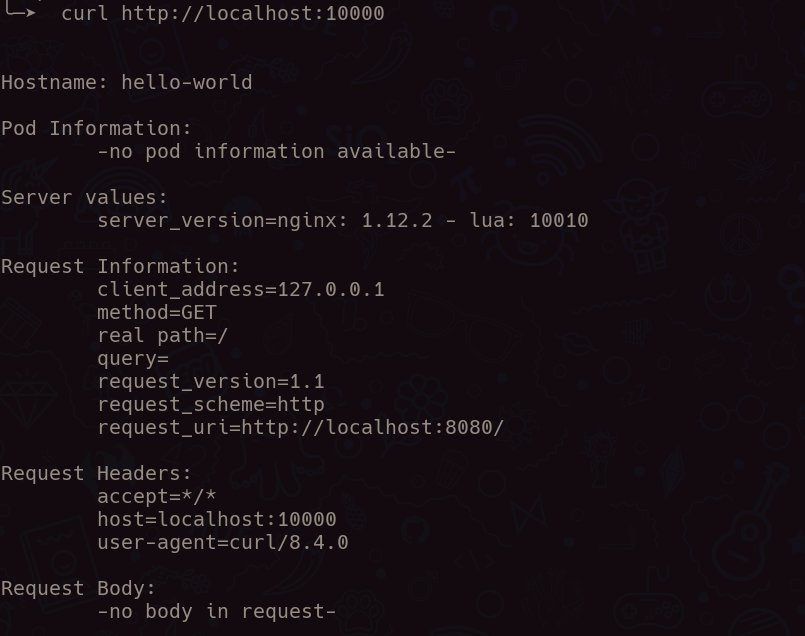 curl http://localhost:10000
Hostname: hello-world
Pod Information:
-no pod information available-
Server values:
server_version=nginx: 1.12.2 - lua: 10010
Request Information:
client_address=127.0.0.1
method=GET
real path=/
query=
request_version=1.1
request_scheme=http
request_uri=http://localhost:8080/
Request Headers:
accept=*/*
host=localhost:10000
user-agent=curl/8.4.0
Request Body:
-no body in request-